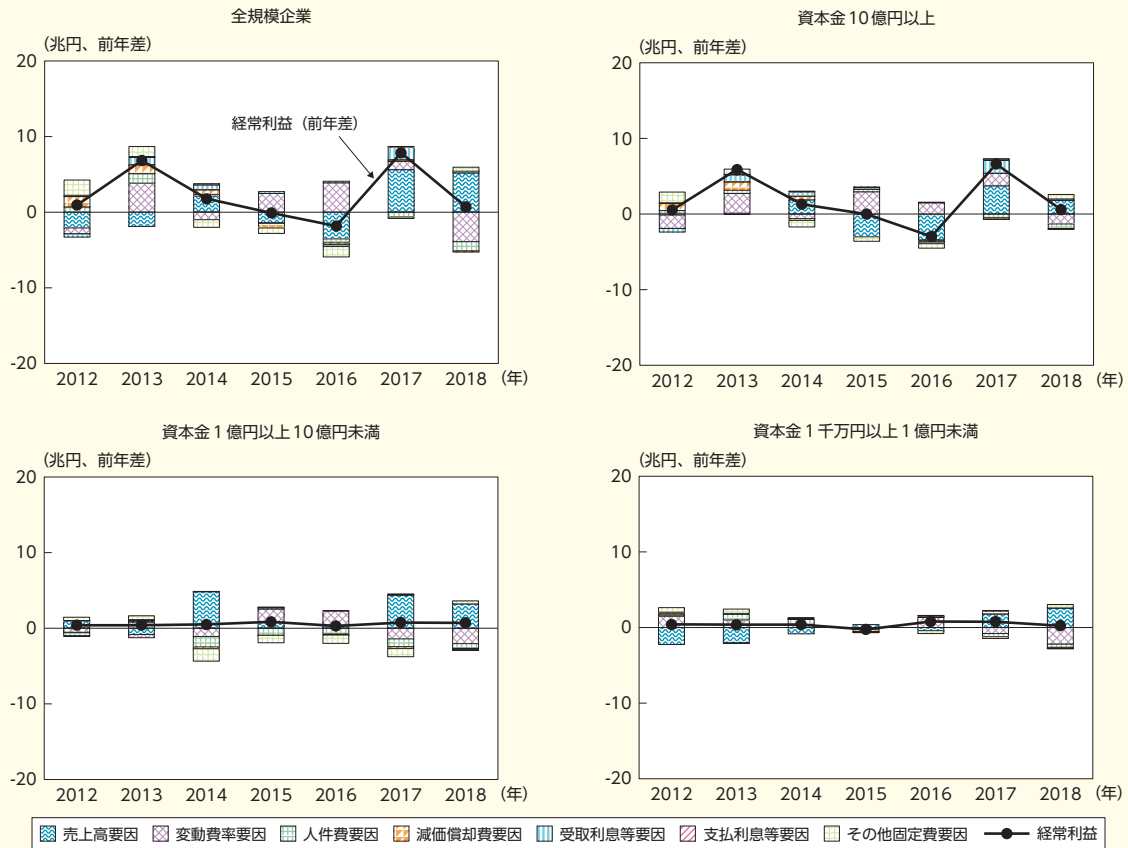 全規模企業
(兆円、前年差)
20
10
0
-10
-20
経常利益（前年差）
2012 2013 2014 2015 2016 2017 2018 (年)
資本金10億円以上
(兆円、前年差)
20
10
0
-10
-20
2012 2013 2014 2015 2016 2017 2018 (年)
資本金１億円以上10億円未満
(兆円、前年差)
20
10
0
-10
-20
2012 2013 2014 2015 2016 2017 2018 (年)
資本金１千万円以上１億円未満
(兆円、前年差)
20
10
0
-10
-20
2012 2013 2014 2015 2016 2017 2018 (年)
売上高要因 変動費率要因 人件費要因 減価償却費要因 受取利息等要因 支払利息等要因 その他固定費要因 経常利益